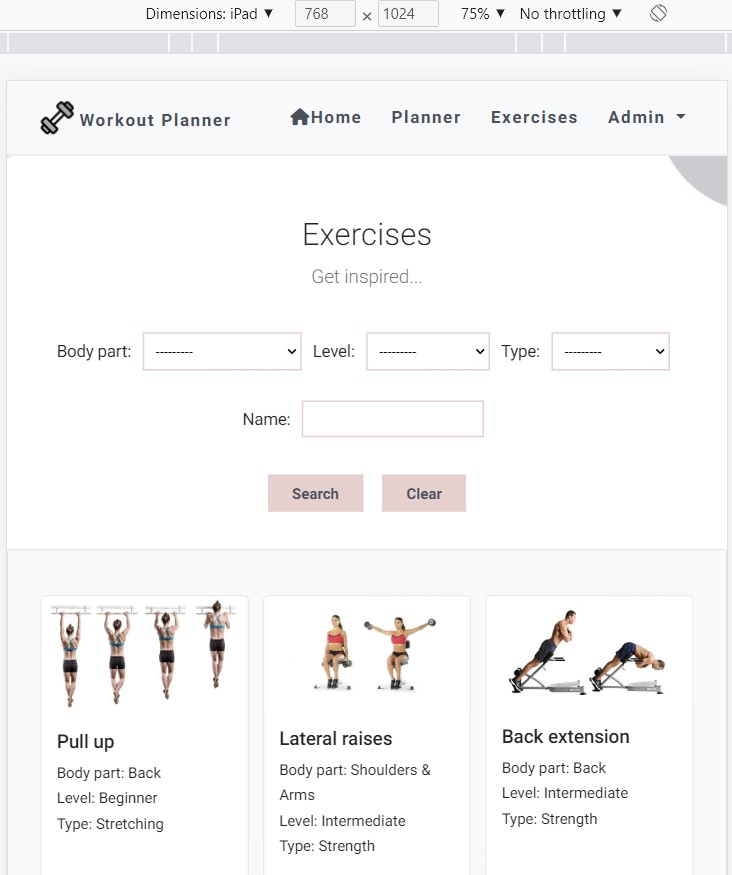 Dimensions: iPad ▼ 768 × 1024 75% ▼ No throttling ▼
Workout Planner Home Planner Exercises Admin
Exercises
Get inspired...
Body part: --------- Level: --------- Type: ---------
Name:
Search Clear
Pull up
Body part: Back
Level: Beginner
Type: Stretching
Lateral raises
Body part: Shoulders &
Arms
Level: Intermediate
Type: Strength
Back extension
Body part: Back
Level: Intermediate
Type: Strength